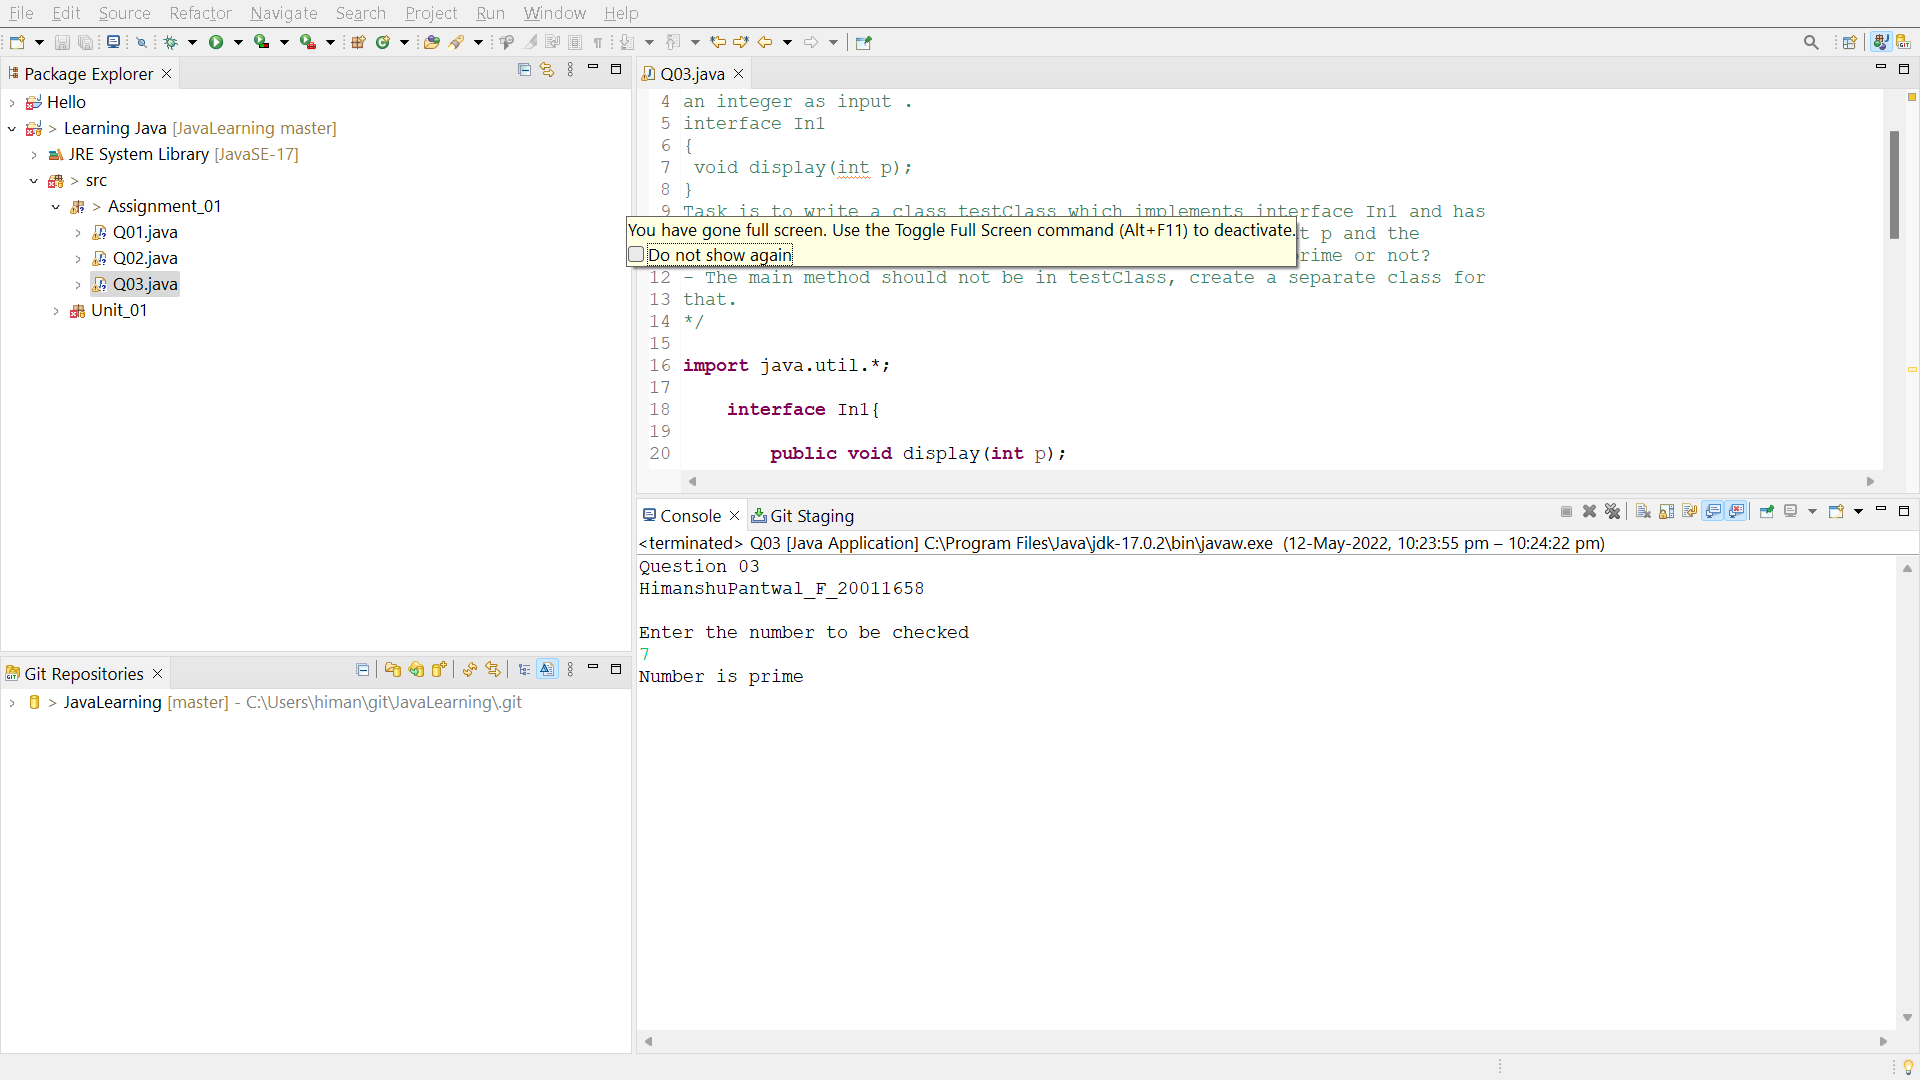 File Edit Source Refactor Navigate Search Project Run Window Help
Package Explorer
Hello
> Learning Java [JavaLearning master]
JRE System Library [JavaSE-17]
> src
> Assignment_01
Q01.java
Q02.java
Q03.java
Unit_01
Git Repositories
> JavaLearning [master] - C:\Users\himan\git\JavaLearning\.git
Q03.java
4 an integer as input .
5 interface In1
6 {
7 void display(int p);
8 }
9 Task is to write a class testClass which implements interface In1 and has
t p and the
prime or not?
You have gone full screen. Use the Toggle Full Screen command (Alt+F11) to deactivate.
Do not show again
12 - The main method should not be in testClass, create a separate class for
13 that.
14 */
15
16 import java.util.*;
17
18 interface In1{
19
20 public void display(int p);
Console Git Staging
<terminated> Q03 [Java Application] C:\Program Files\Java\jdk-17.0.2\bin\javaw.exe (12-May-2022, 10:23:55 pm – 10:24:22 pm)
Question 03
HimanshuPantwal_F_20011658
Enter the number to be checked
7
Number is prime